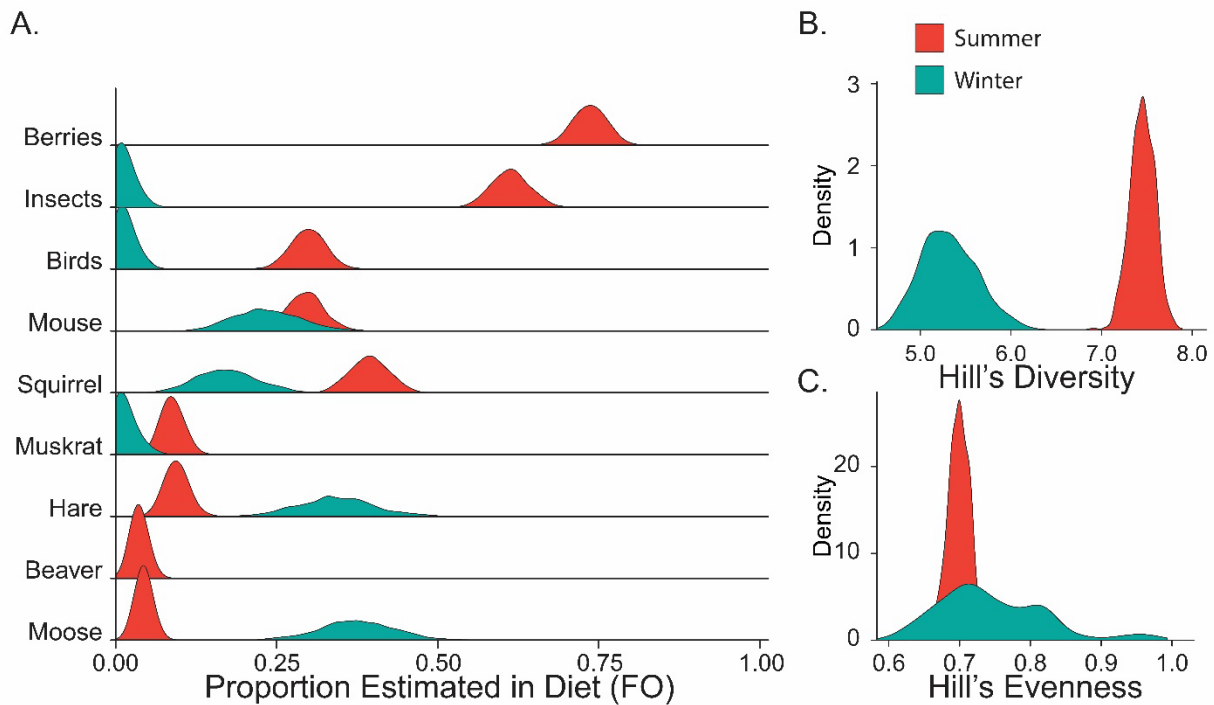 A.
Berries
Insects
Birds
Mouse
Squirrel
Muskrat
Hare
Beaver
Moose
0.00 0.25 0.50 0.75 1.00
Proportion Estimated in Diet (FO)
B.
Summer
Winter
3
2
1
0
Density
5.0 6.0 7.0 8.0
Hill's Diversity
C.
20
10
0
Density
0.6 0.7 0.8 0.9 1.0
Hill's Evenness